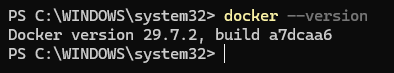 PS C:\WINDOWS\system32> docker --version
Docker version 29.7.2, build a7dcaa6
PS C:\WINDOWS\system32>